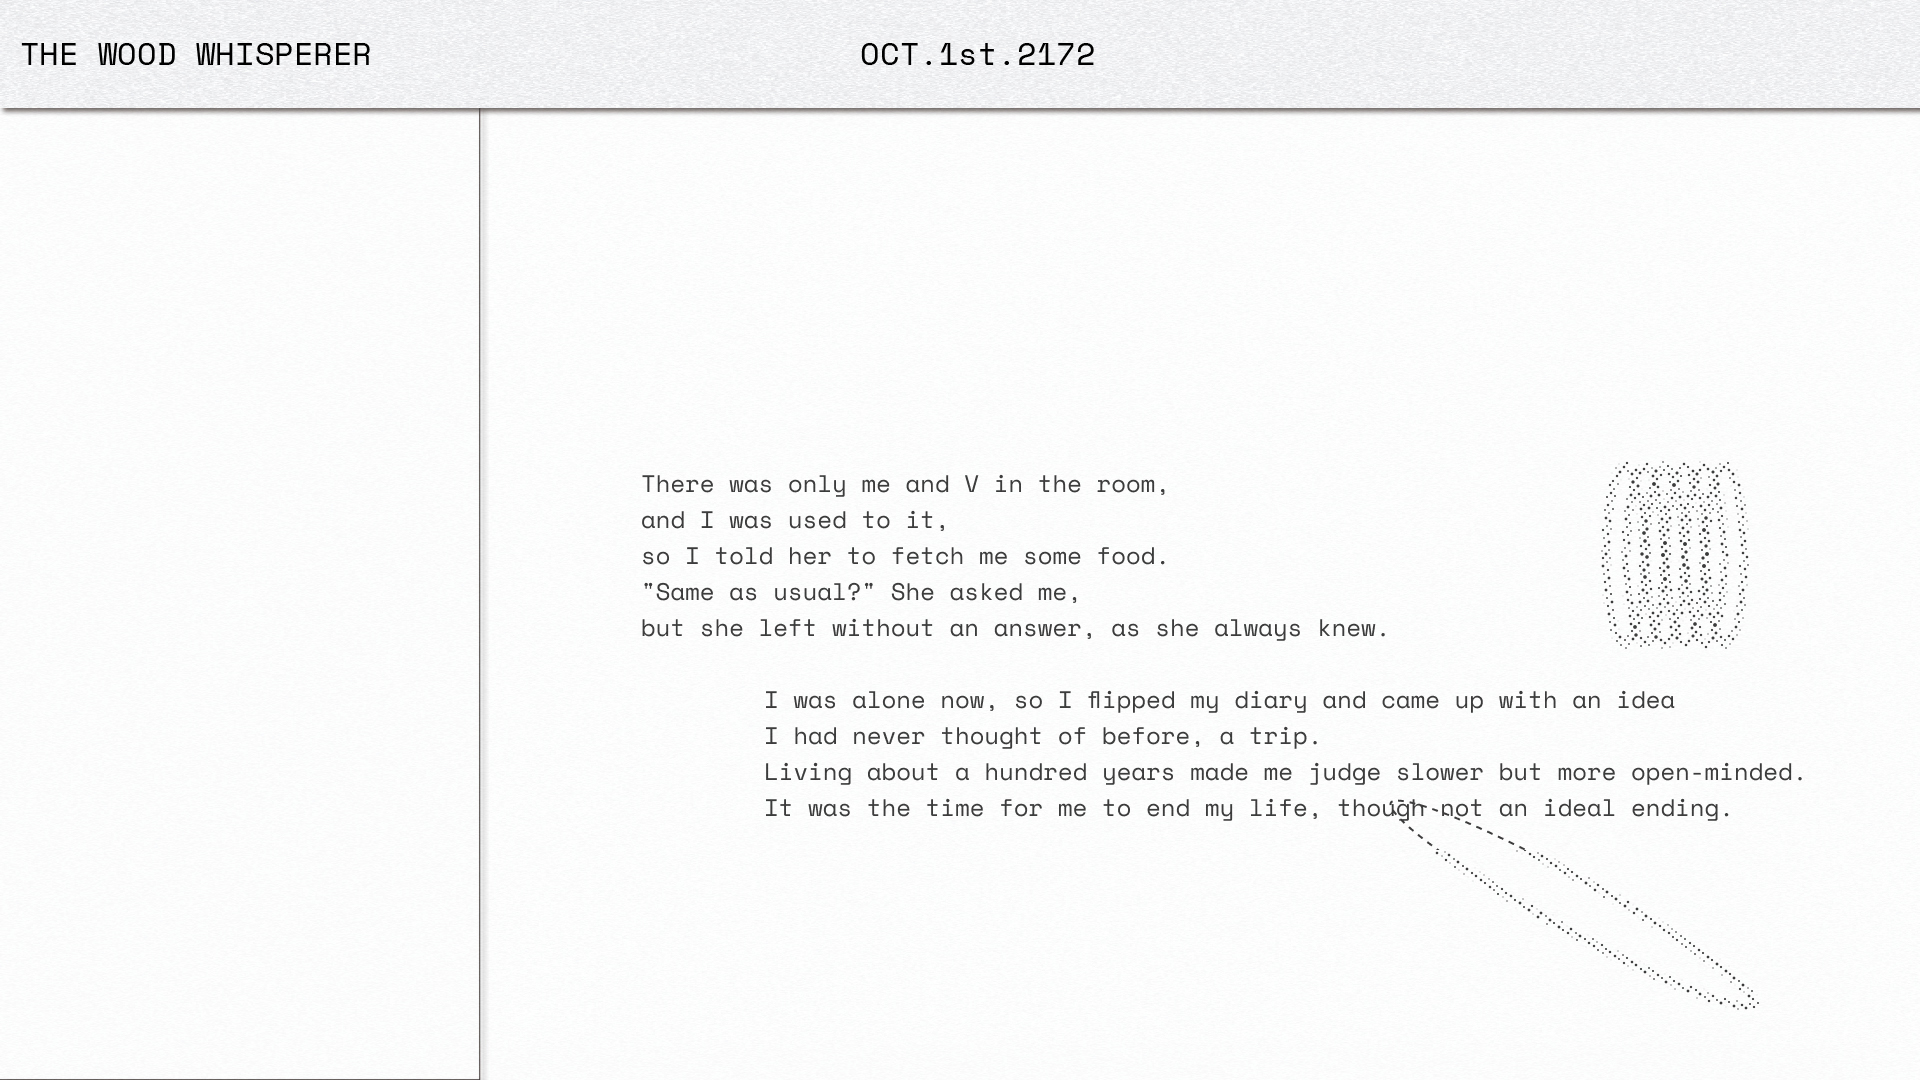 THE WOOD WHISPERER
OCT.1st.2172
There was only me and V in the room,
and I was used to it,
so I told her to fetch me some food.
"Same as usual?" She asked me,
but she left without an answer, as she always knew.
I was alone now, so I flipped my diary and came up with an idea
I had never thought of before, a trip.
Living about a hundred years made me judge slower but more open-minded.
It was the time for me to end my life, though not an ideal ending.